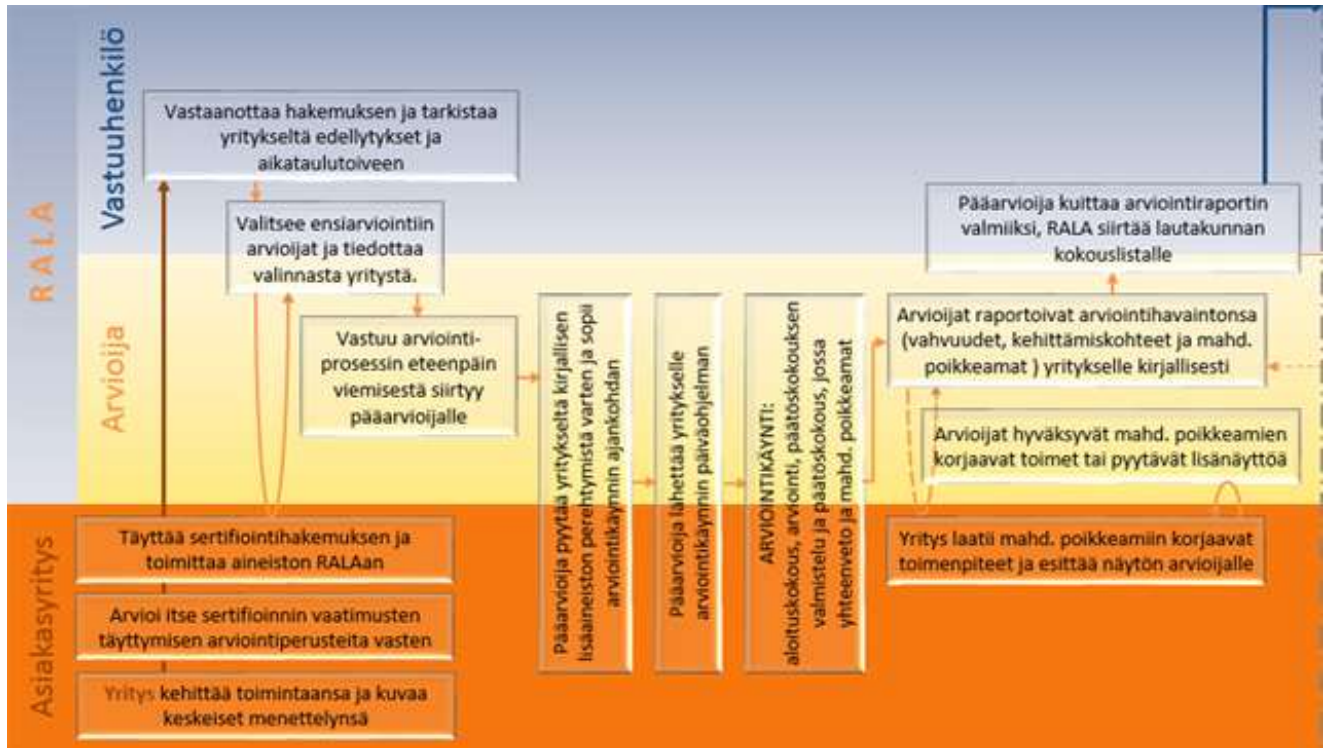 RALA
Vastuuhenkilö
Arvioija
Asiakasyritys
Vastaanottaa hakemuksen ja tarkistaa
yritykseltä edellytykset ja
aikataulutoiveen
Valitsee ensiarviointiin
arvioijat ja tiedottaa
valinnasta yritystä.
Vastuu arviointi-
prosessin eteenpäin
viemisestä siirtyy
pääarvioijalle
Täyttää sertifiointihakemuksen ja
toimittaa aineiston RALAan
Arvioi itse sertifioinnin vaatimusten
täyttymisen arviointiperusteita vasten
Yritys kehittää toimintaansa ja kuvaa
keskeiset menettelynsä
Pääarvioija pyytää yritykseltä kirjallisen
lisäaineiston perehtymistä varten ja sopii
arviointikäynnin ajankohdan
Pääarvioija lähettää yritykselle
arviointikäynnin päiväohjelman
ARVIOINTIKÄYNTI:
aloituskokous, arviointi, päätöskokouksen
valmistelu ja päätöskokous, jossa
yhteenveto ja mahd. poikkeamat
Pääarvioija kuittaa arviointiraportin
valmiiksi, RALA siirtää lautakunnan
kokouslistalle
Arvioijat raportoivat arviointihavaintonsa
(vahvuudet, kehittämiskohteet ja mahd.
poikkeamat ) yritykselle kirjallisesti
Arvioijat hyväksyvät mahd. poikkeamien
korjaavat toimet tai pyytävät lisänäyttöä
Yritys laatii mahd. poikkeamiin korjaavat
toimenpiteet ja esittää näytön arvioijalle